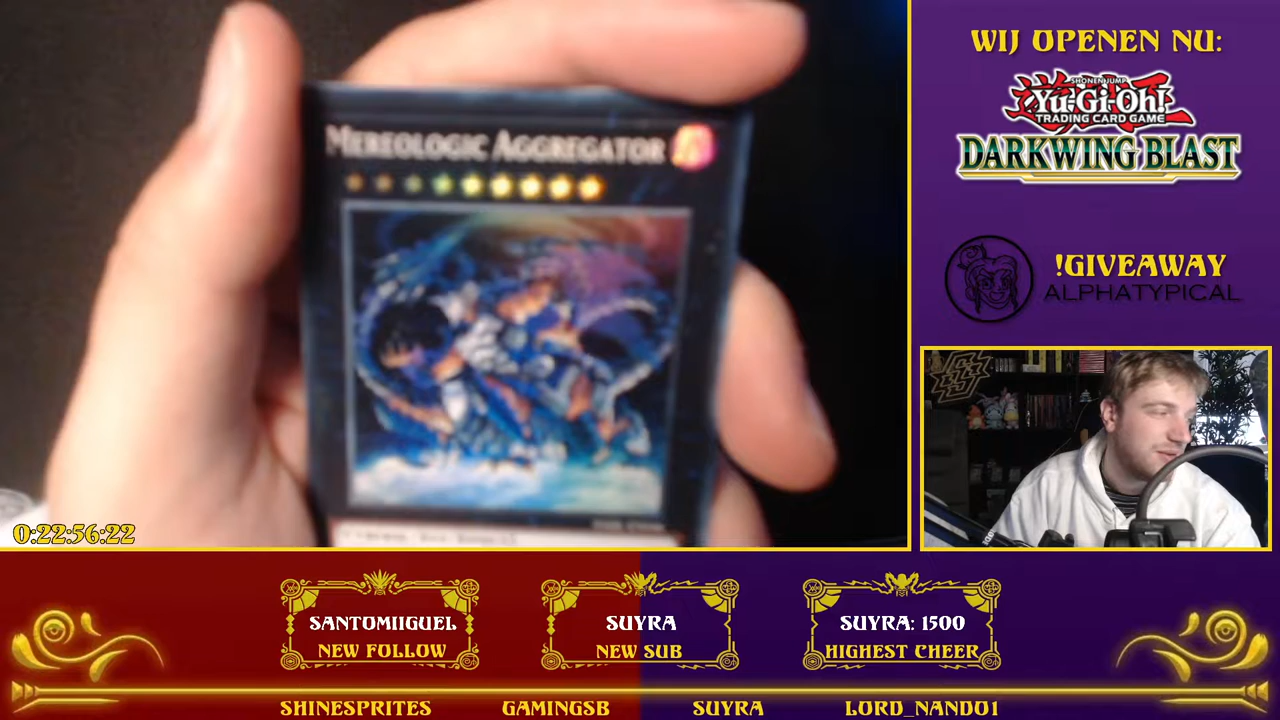 MEREOLOGIC AGGREGATOR
0:22:56:22
WIJ OPENEN NU:
SHONEN JUMP
Yu-Gi-Oh!
TRADING CARD GAME
DARKWING BLAST
!GIVEAWAY
ALPHATYPICAL
SANTOMIIGUEL
NEW FOLLOW
SUYRA
NEW SUB
SUYRA: 1500
HIGHEST CHEER
SHINESPRITES GAMINGSB SUYRA LORD_NANDO1